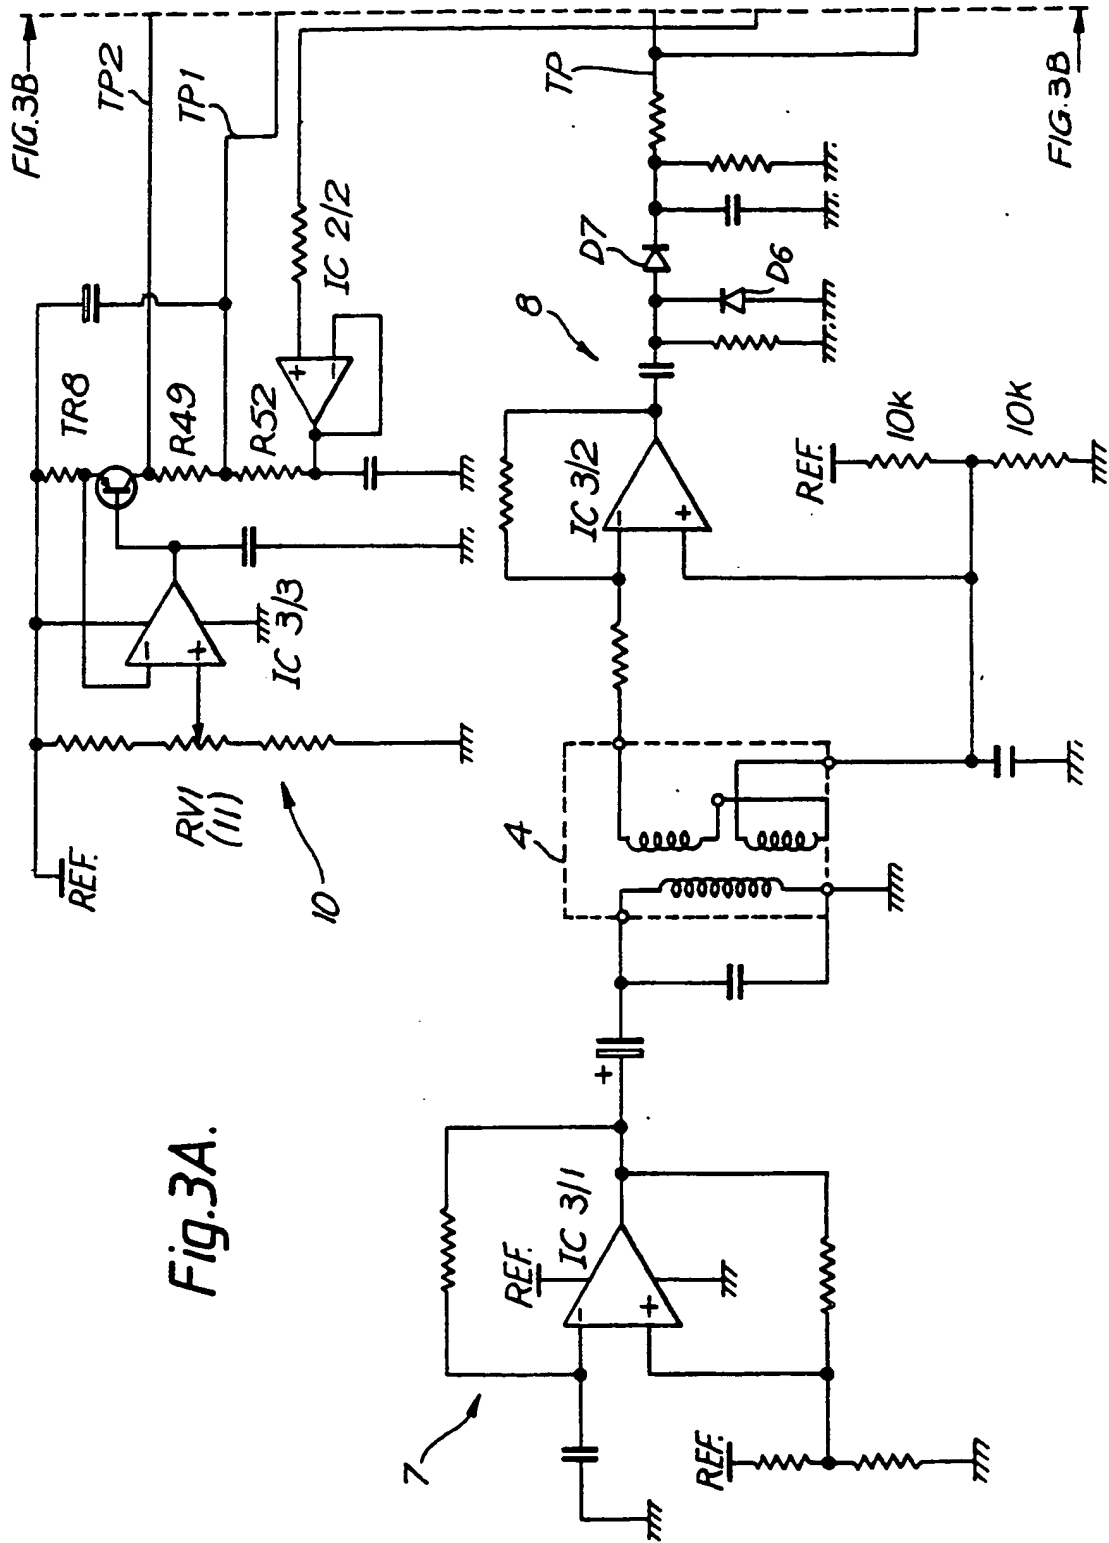 Fig.3A.
FIG.3B
TP2
TP1
TR8
R49
R52
IC 2/2
IC 3/3
RV1
(11)
REF.
10
TP
FIG.3B
D7
D6
8
IC 3/2
REF.
10K
10K
4
+
IC 3/1
REF.
7
REF.
-
+
-
+
-
+
+
-